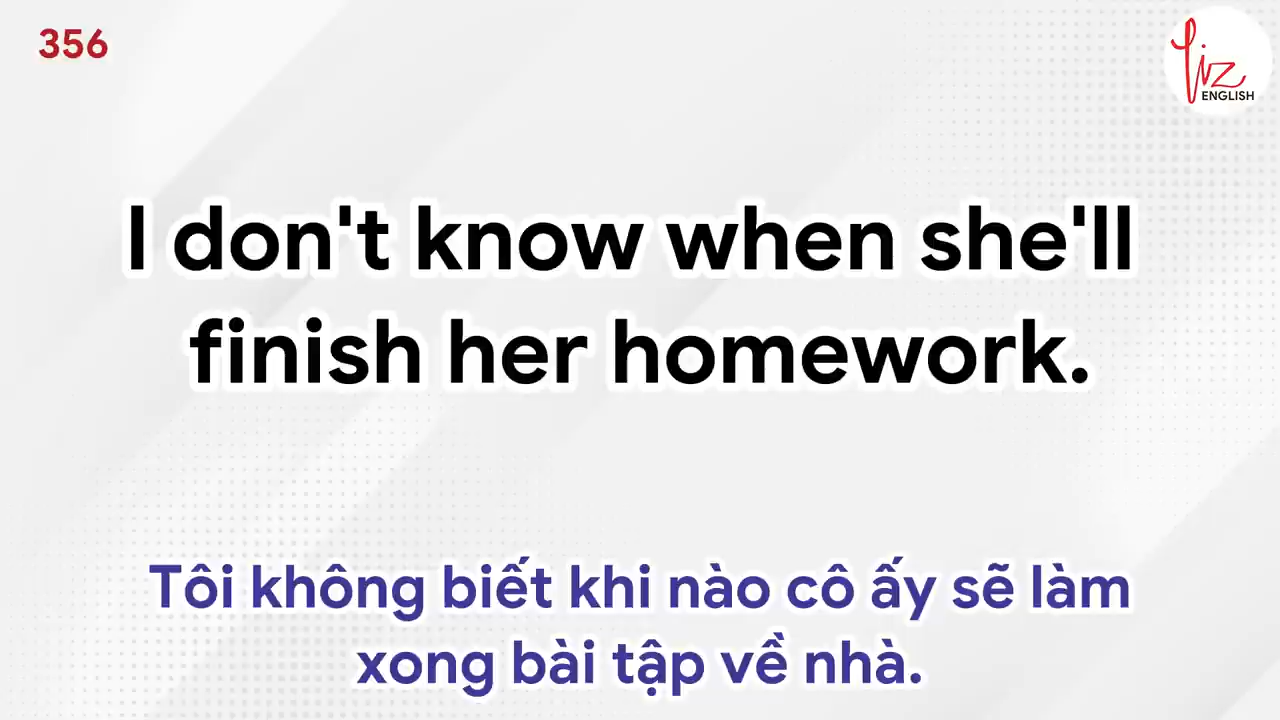 356
Liz
ENGLISH
I don't know when she'll
finish her homework.
Tôi không biết khi nào cô ấy sẽ làm
xong bài tập về nhà.